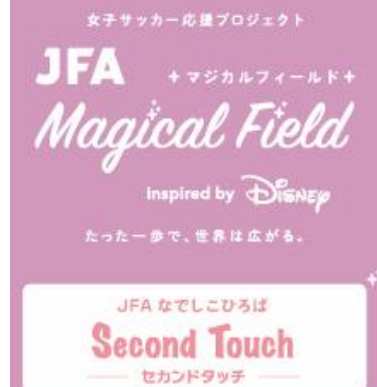 女子サッカー応援プロジェクト
JFA +マジカルフィールド+
Magical Field
inspired by Disney
たった一歩で、世界は広がる。
JFA なでしこひろば
Second Touch
セカンドタッチ